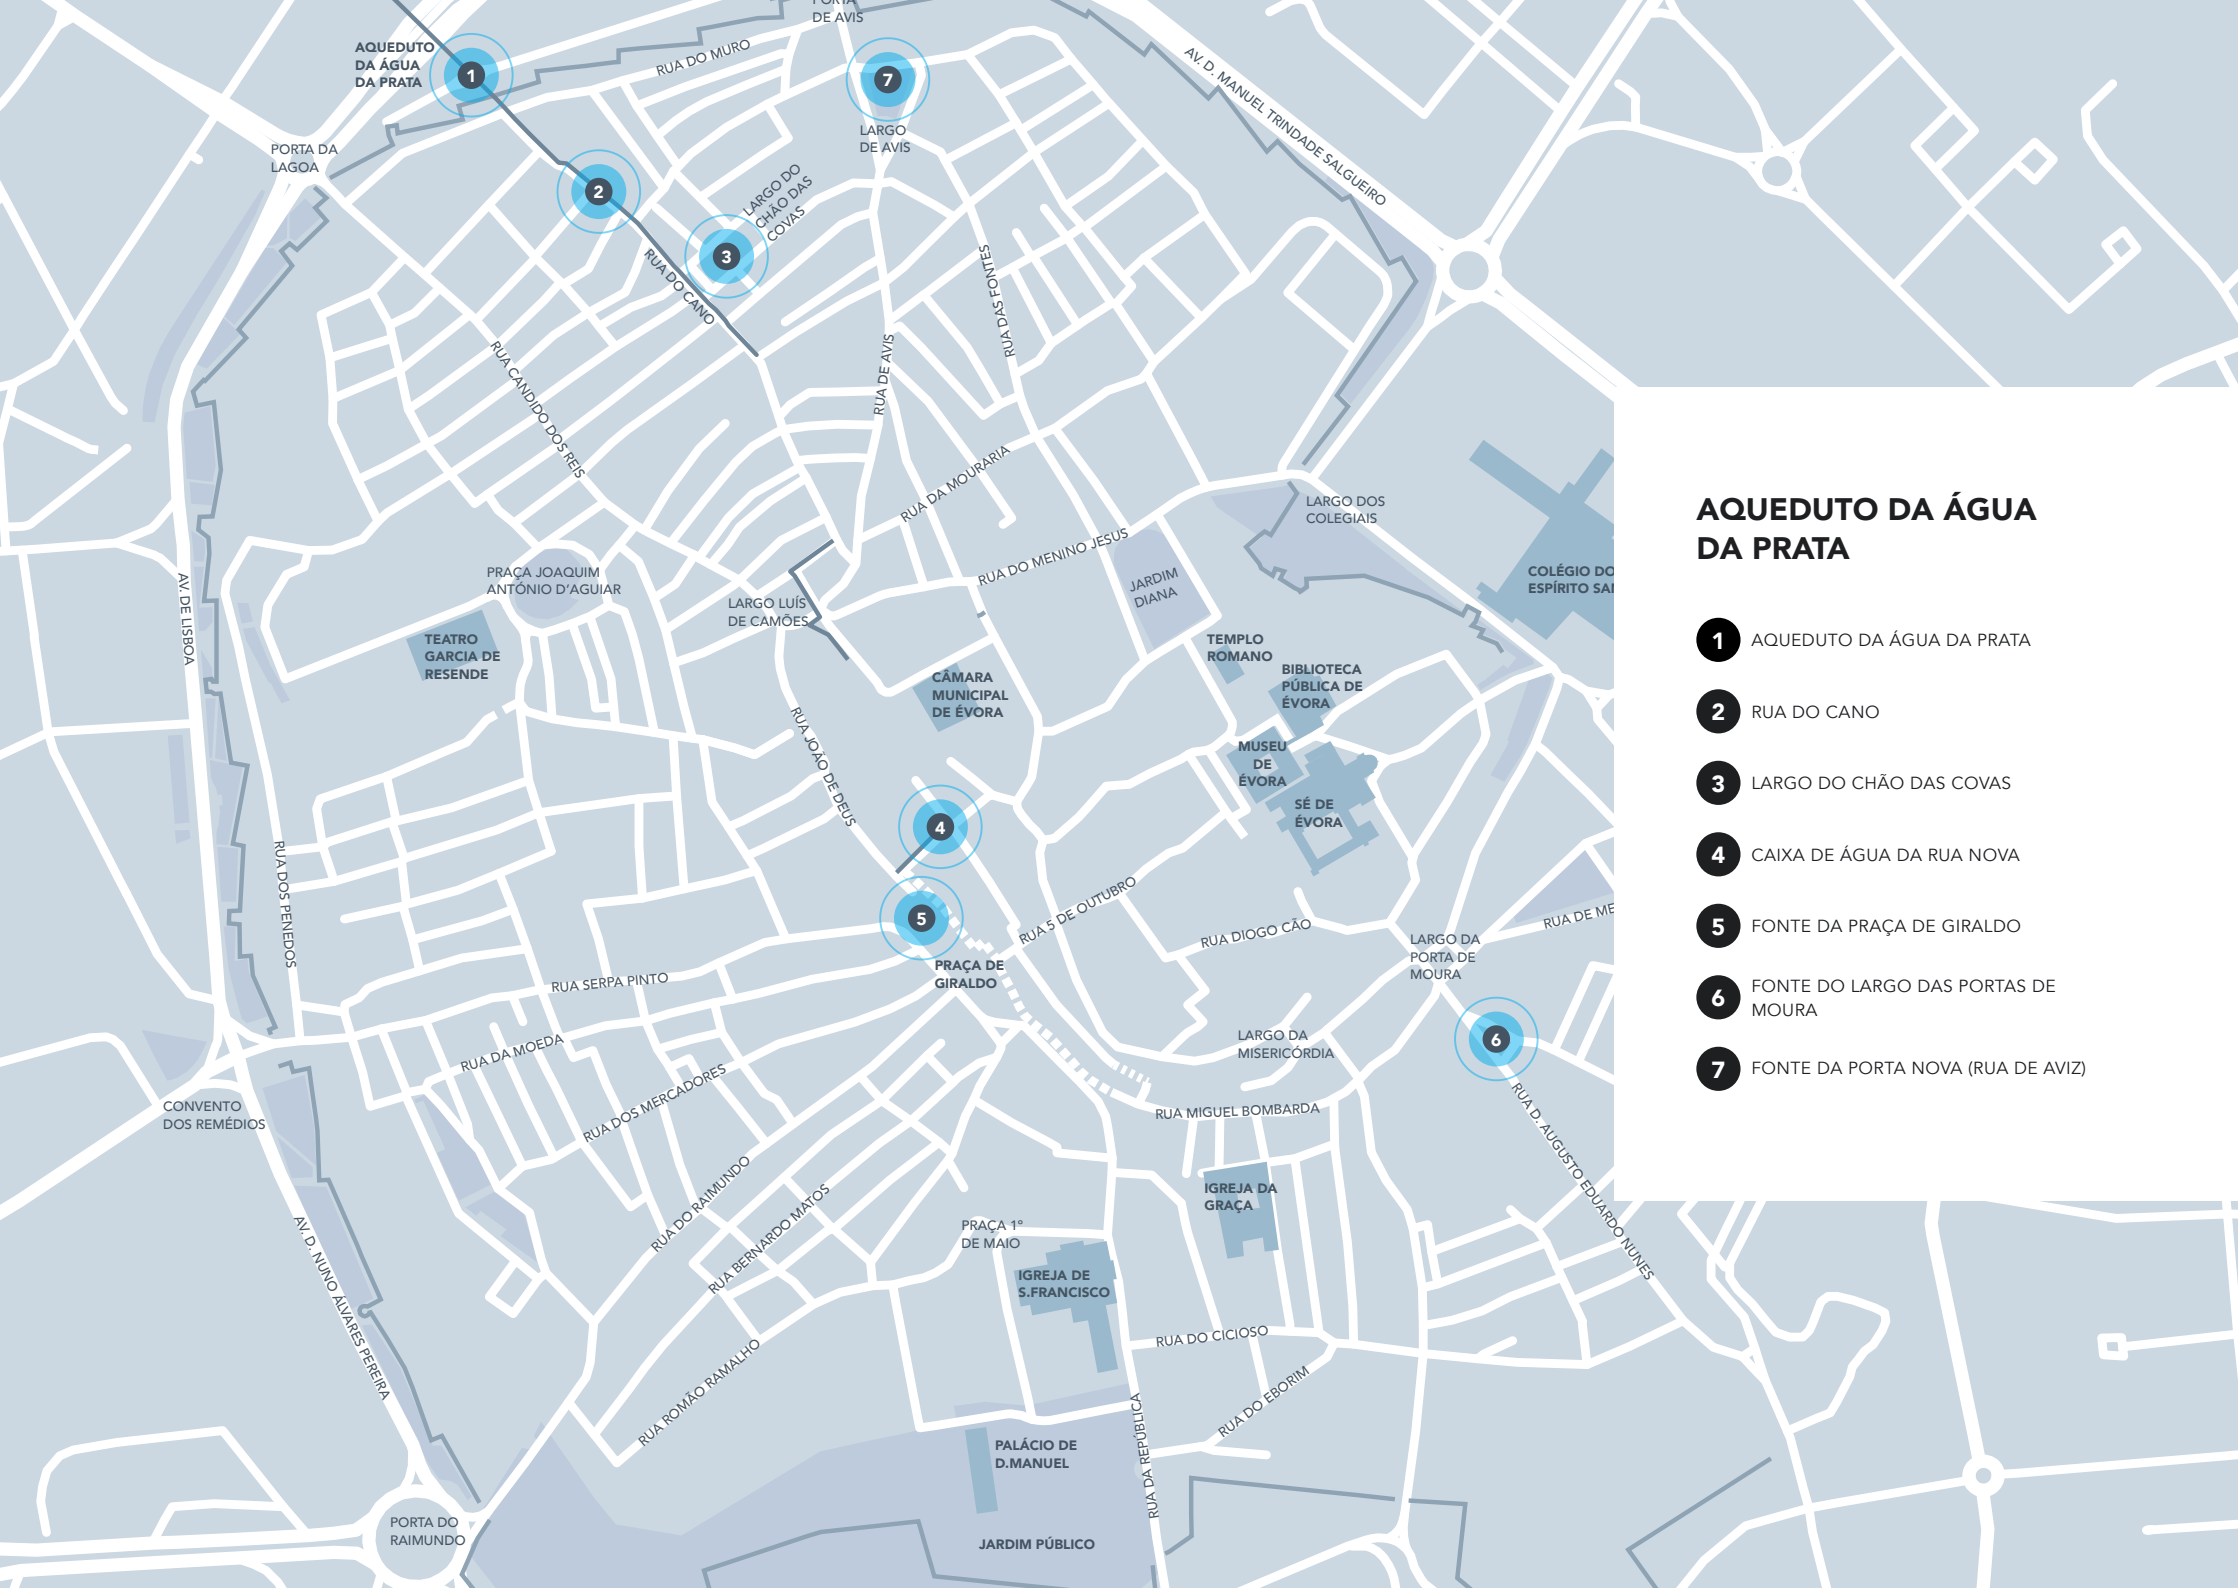 PORTA
DE AVIS
AQUEDUTO
DA ÁGUA
DA PRATA
1
RUA DO MURO
7
LARGO
DE AVIS
AV. D. MANUEL TRINDADE SALGUEIRO
PORTA DA
LAGOA
2
LARGO DO
CHÃO DAS
COVAS
3
RUA DO CANO
RUA DAS FONTES
RUA CANDIDO DOS REIS
RUA DE AVIS
RUA DA MOURARIA
LARGO DOS
COLEGIAIS
RUA DO MENINO JESUS
JARDIM
DIANA
COLÉGIO DO
PRAÇA JOAQUIM
ANTÓNIO D'AGUIAR
AV. DE LISBOA
LARGO LUÍS
DE CAMÕES
TEATRO
GARCIA DE
RESENDE
TEMPLO
ROMANO
BIBLIOTECA
PÚBLICA DE
ÉVORA
CÂMARA
MUNICIPAL
DE ÉVORA
RUA JOÃO DE DEUS
MUSEU
DE
ÉVORA
SÉ DE
ÉVORA
4
RUA DOS PENEDOS
5
RUA 5 DE OUTUBRO
RUA DIOGO CÃO
RUA DE ME
LARGO DA
PORTA DE
MOURA
PRAÇA DE
GIRALDO
RUA SERPA PINTO
6
RUA DA MOEDA
LARGO DA
MISERICÓRDIA
RUA DOS MERCADORES
CONVENTO
DOS REMÉDIOS
RUA MIGUEL BOMBARDA
RUA D. AUGUSTO EDUARDO NUNES
RUA DO RAIMUNDO
RUA BERNARDO MATOS
IGREJA DA
GRAÇA
AV. D. NUNO ÁLVARES PEREIRA
PRAÇA 1º
DE MAIO
IGREJA DE
S.FRANCISCO
RUA DO CICIOSO
RUA ROMÃO RAMALHO
RUA DO EBORIM
RUA DA REPÚBLICA
PALÁCIO DE
D.MANUEL
PORTA DO
RAIMUNDO
JARDIM PÚBLICO
AQUEDUTO DA ÁGUA
DA PRATA
1 AQUEDUTO DA ÁGUA DA PRATA
2 RUA DO CANO
3 LARGO DO CHÃO DAS COVAS
4 CAIXA DE ÁGUA DA RUA NOVA
5 FONTE DA PRAÇA DE GIRALDO
6 FONTE DO LARGO DAS PORTAS DE
MOURA
7 FONTE DA PORTA NOVA (RUA DE AVIZ)